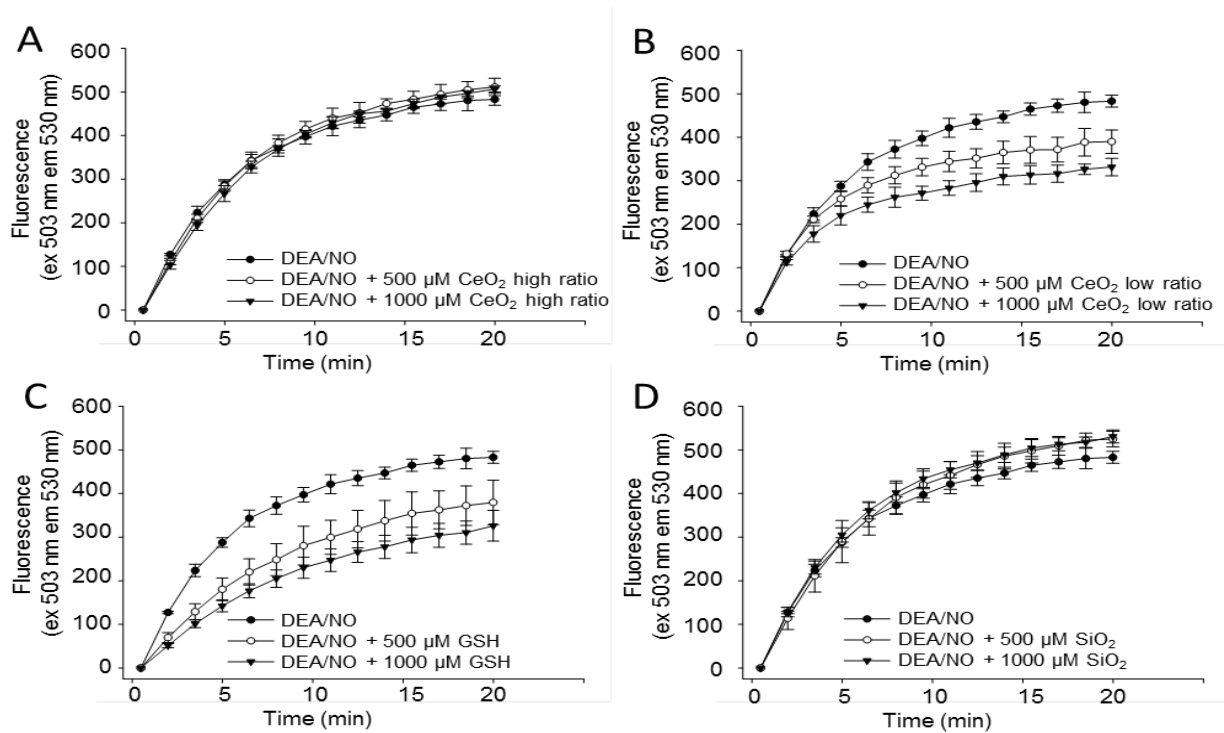 A
Fluorescence
(ex 503 nm em 530 nm)
600
500
400
300
200
100
0
DEA/NO
DEA/NO + 500 µM CeO₂ high ratio
DEA/NO + 1000 µM CeO₂ high ratio
0 5 10 15 20
Time (min)
B
Fluorescence
(ex 503 nm em 530 nm)
600
500
400
300
200
100
0
DEA/NO
DEA/NO + 500 µM CeO₂ low ratio
DEA/NO + 1000 µM CeO₂ low ratio
0 5 10 15 20
Time (min)
C
Fluorescence
(ex 503 nm em 530 nm)
600
500
400
300
200
100
0
DEA/NO
DEA/NO + 500 µM GSH
DEA/NO + 1000 µM GSH
0 5 10 15 20
Time (min)
D
Fluorescence
(ex 503 nm em 530 nm)
600
500
400
300
200
100
0
DEA/NO
DEA/NO + 500 µM SiO₂
DEA/NO + 1000 µM SiO₂
0 5 10 15 20
Time (min)